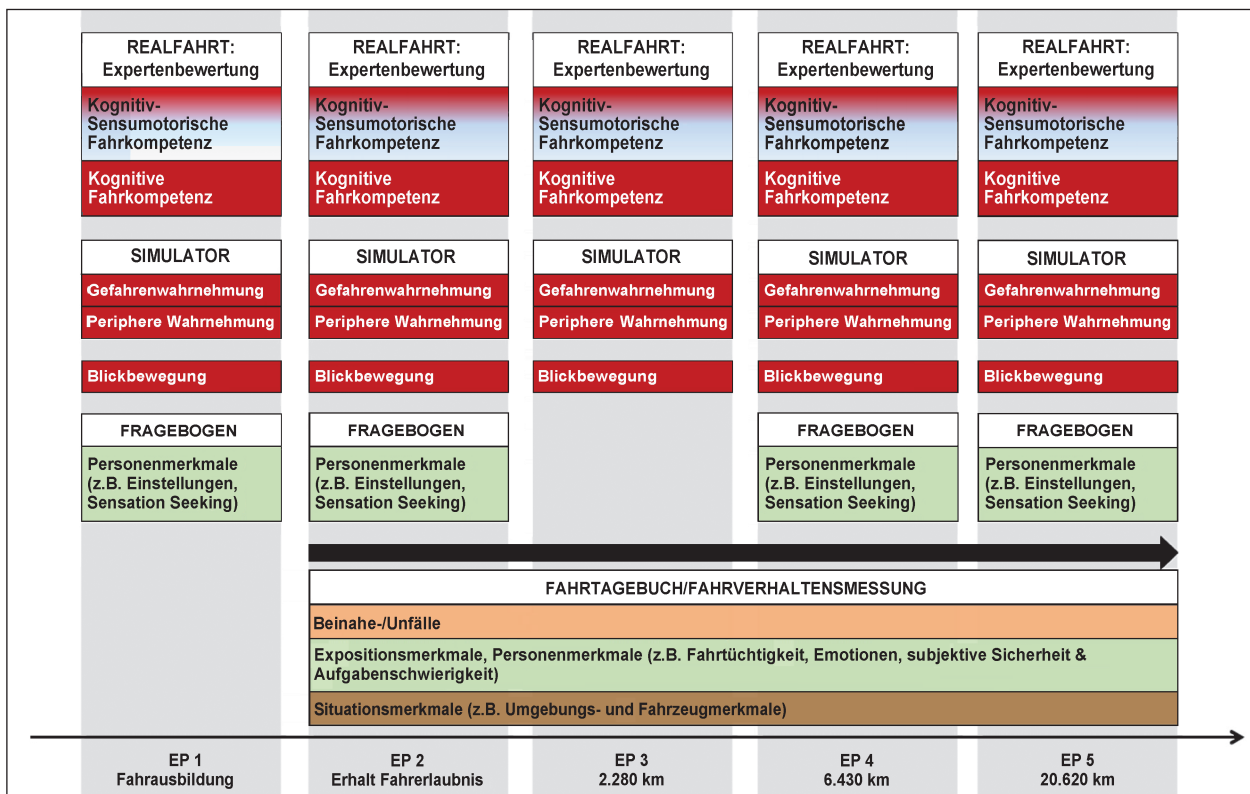 REALFAHRT:
Expertenbewertung
Kognitiv-
Sensumotorische
Fahrkompetenz
Kognitive
Fahrkompetenz
SIMULATOR
Gefahrenwahrnehmung
Periphere Wahrnehmung
Blickbewegung
FRAGEBOGEN
Personenmerkmale
(z.B. Einstellungen,
Sensation Seeking)
REALFAHRT:
Expertenbewertung
Kognitiv-
Sensumotorische
Fahrkompetenz
Kognitive
Fahrkompetenz
SIMULATOR
Gefahrenwahrnehmung
Periphere Wahrnehmung
Blickbewegung
FRAGEBOGEN
Personenmerkmale
(z.B. Einstellungen,
Sensation Seeking)
REALFAHRT:
Expertenbewertung
Kognitiv-
Sensumotorische
Fahrkompetenz
Kognitive
Fahrkompetenz
SIMULATOR
Gefahrenwahrnehmung
Periphere Wahrnehmung
Blickbewegung
REALFAHRT:
Expertenbewertung
Kognitiv-
Sensumotorische
Fahrkompetenz
Kognitive
Fahrkompetenz
SIMULATOR
Gefahrenwahrnehmung
Periphere Wahrnehmung
Blickbewegung
FRAGEBOGEN
Personenmerkmale
(z.B. Einstellungen,
Sensation Seeking)
REALFAHRT:
Expertenbewertung
Kognitiv-
Sensumotorische
Fahrkompetenz
Kognitive
Fahrkompetenz
SIMULATOR
Gefahrenwahrnehmung
Periphere Wahrnehmung
Blickbewegung
FRAGEBOGEN
Personenmerkmale
(z.B. Einstellungen,
Sensation Seeking)
FAHRTAGEBUCH/FAHRVERHALTENSMESSUNG
Beinahe-/Unfälle
Expositionsmerkmale, Personenmerkmale (z.B. Fahrtüchtigkeit, Emotionen, subjektive Sicherheit &
Aufgabenschwierigkeit)
Situationsmerkmale (z.B. Umgebungs- und Fahrzeugmerkmale)
EP 1
Fahrausbildung
EP 2
Erhalt Fahrerlaubnis
EP 3
2.280 km
EP 4
6.430 km
EP 5
20.620 km